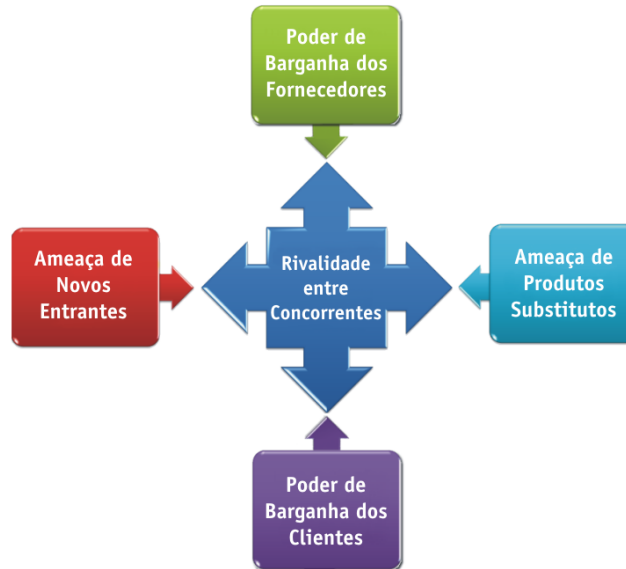 Poder de
Barganha dos
Fornecedores
Ameaça de
Novos
Entrantes
Rivalidade
entre
Concorrentes
Ameaça de
Produtos
Substitutos
Poder de
Barganha dos
Clientes